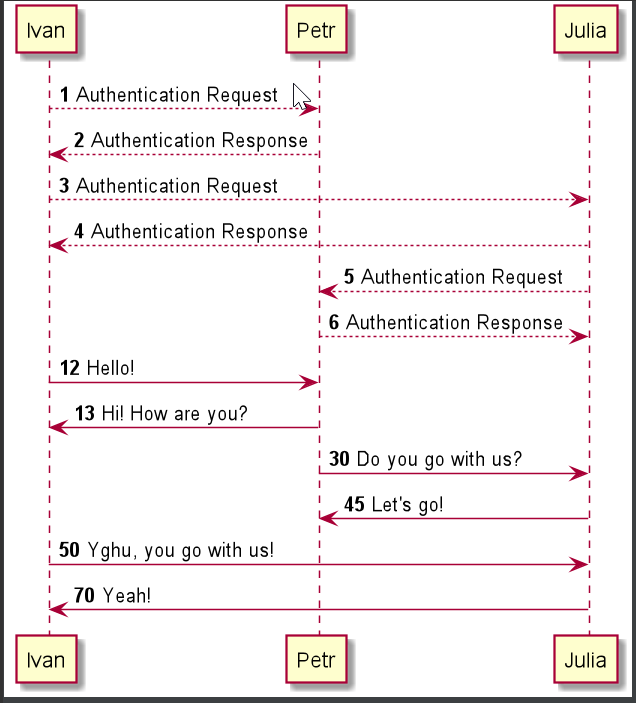 Ivan Petr Julia
1 Authentication Request
2 Authentication Response
3 Authentication Request
4 Authentication Response
5 Authentication Request
6 Authentication Response
12 Hello!
13 Hi! How are you?
30 Do you go with us?
45 Let's go!
50 Yghu, you go with us!
70 Yeah!
Ivan Petr Julia